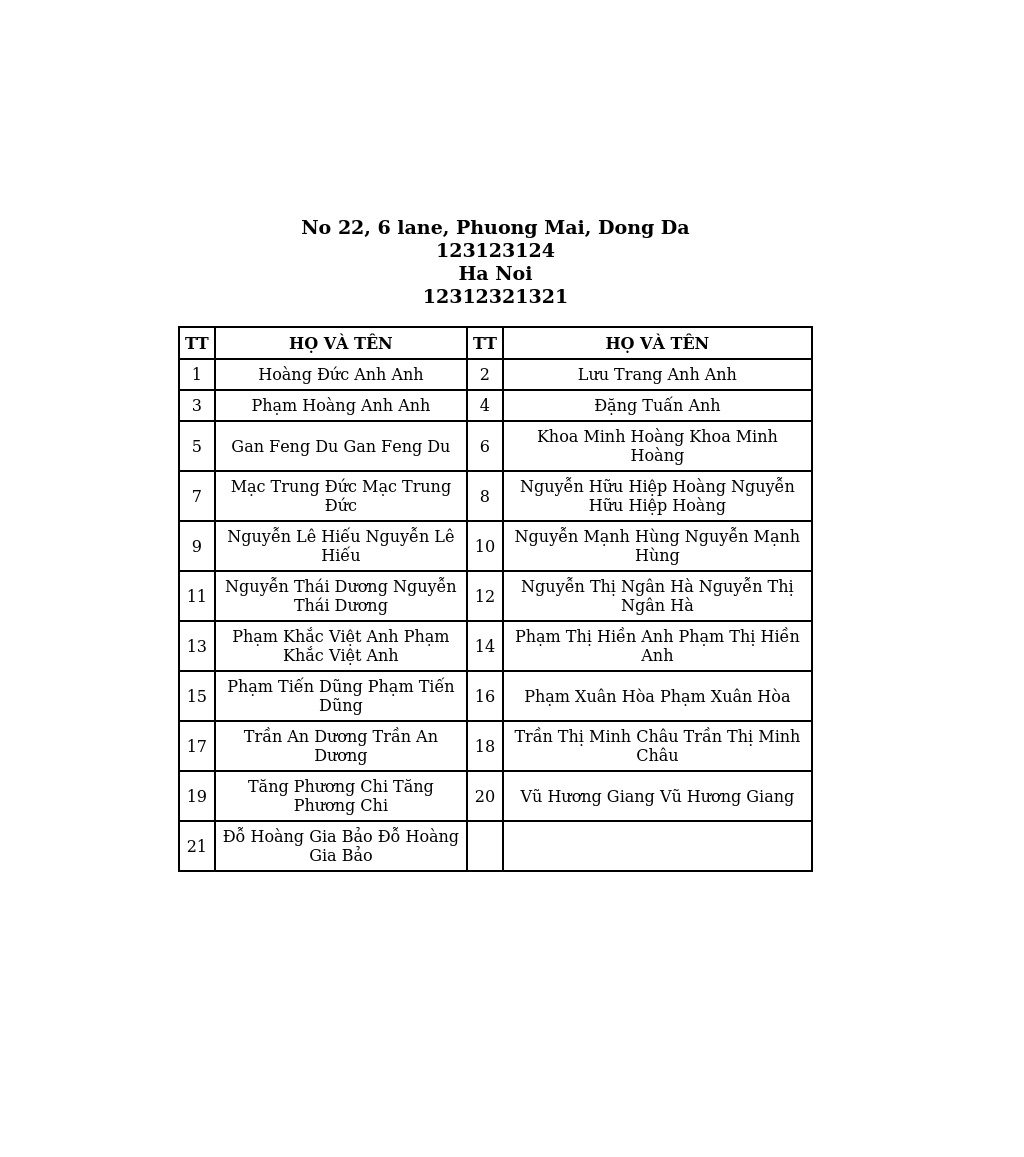 No 22, 6 lane, Phuong Mai, Dong Da
123123124
Ha Noi
12312321321
TT HỌ VÀ TÊN TT HỌ VÀ TÊN
1 Hoàng Đức Anh Anh 2 Lưu Trang Anh Anh
3 Phạm Hoàng Anh Anh 4 Đặng Tuấn Anh
5 Gan Feng Du Gan Feng Du 6 Khoa Minh Hoàng Khoa Minh
Hoàng
7 Mạc Trung Đức Mạc Trung
Đức
8 Nguyễn Hữu Hiệp Hoàng Nguyễn
Hữu Hiệp Hoàng
9 Nguyễn Lê Hiếu Nguyễn Lê
Hiếu
10 Nguyễn Mạnh Hùng Nguyễn Mạnh
Hùng
11 Nguyễn Thái Dương Nguyễn
Thái Dương
12 Nguyễn Thị Ngân Hà Nguyễn Thị
Ngân Hà
13 Phạm Khắc Việt Anh Phạm
Khắc Việt Anh
14 Phạm Thị Hiền Anh Phạm Thị Hiền
Anh
15 Phạm Tiến Dũng Phạm Tiến
Dũng
16 Phạm Xuân Hòa Phạm Xuân Hòa
17 Trần An Dương Trần An
Dương
18 Trần Thị Minh Châu Trần Thị Minh
Châu
19 Tăng Phương Chi Tăng
Phương Chi
20 Vũ Hương Giang Vũ Hương Giang
21 Đỗ Hoàng Gia Bảo Đỗ Hoàng
Gia Bảo